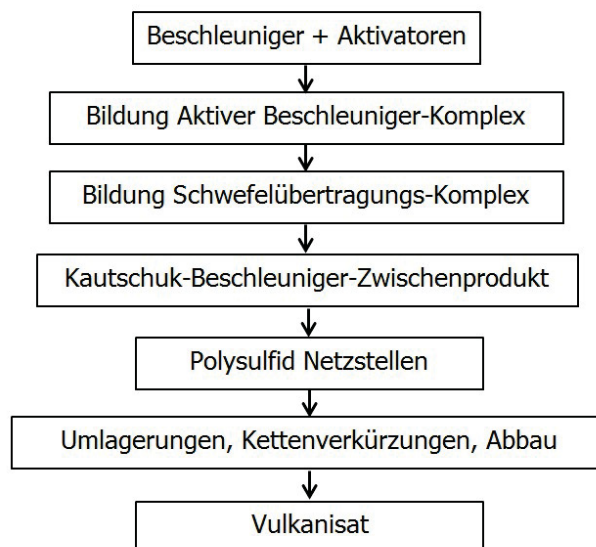 Beschleuniger + Aktivatoren
Bildung Aktiver Beschleuniger-Komplex
Bildung Schwefelübertragungs-Komplex
Kautschuk-Beschleuniger-Zwischenprodukt
Polysulfid Netzstellen
Umlagerungen, Kettenverkürzungen, Abbau
Vulkanisat